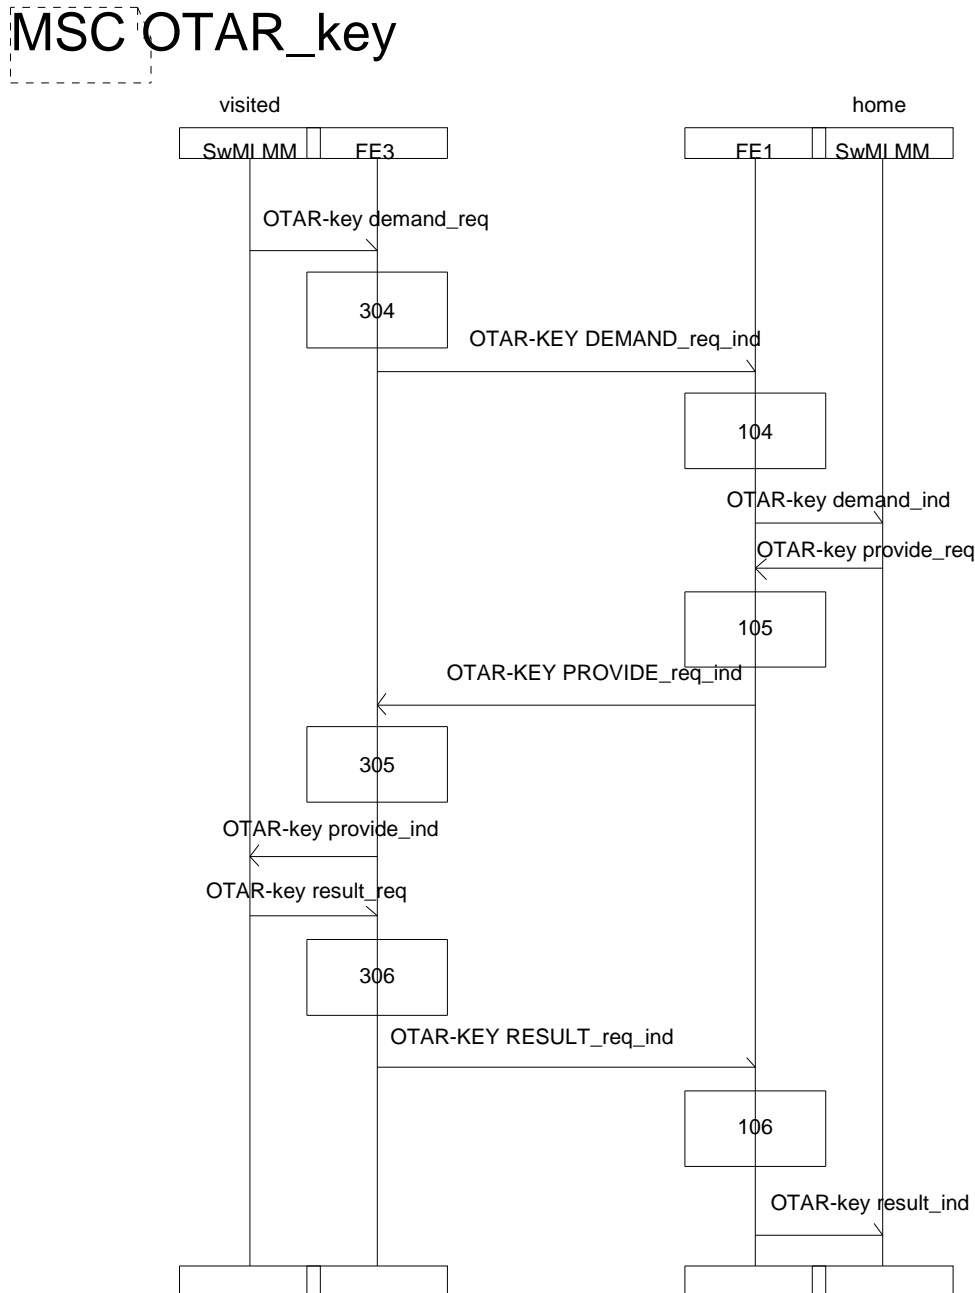 MSC OTAR_key
visited
home
SwMI MM
FE3
FE1
SwMI MM
OTAR-key demand_req
304
OTAR-KEY DEMAND_req_ind
104
OTAR-key demand_ind
OTAR-key provide_req
105
OTAR-KEY PROVIDE_req_ind
305
OTAR-key provide_ind
OTAR-key result_req
306
OTAR-KEY RESULT_req_ind
106
OTAR-key result_ind